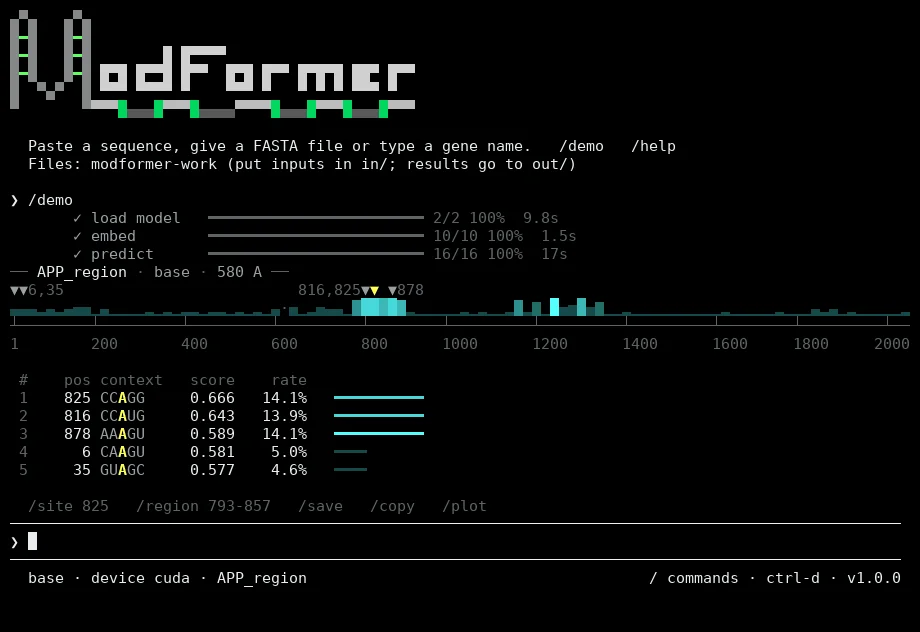 ModFormer
Paste a sequence, give a FASTA file or type a gene name.   /demo   /help
Files: modformer-work (put inputs in in/; results go to out/)
❯ /demo
✓ load model 2/2 100%  9.8s
✓ embed 10/10 100%  1.5s
✓ predict 16/16 100%  17s
── APP_region · base · 580 A ──
▼▼6,35 816,825▼▼ ▼878
1 200 400 600 800 1000 1200 1400 1600 1800 2000
# pos context score rate
1 825 CCAGG 0.666 14.1%
2 816 CCAUG 0.643 13.9%
3 878 AAAGU 0.589 14.1%
4 6 CAAGU 0.581 5.0%
5 35 GUAGC 0.577 4.6%
/site 825   /region 793-857   /save   /copy   /plot
❯
base · device cuda · APP_region / commands · ctrl-d · v1.0.0